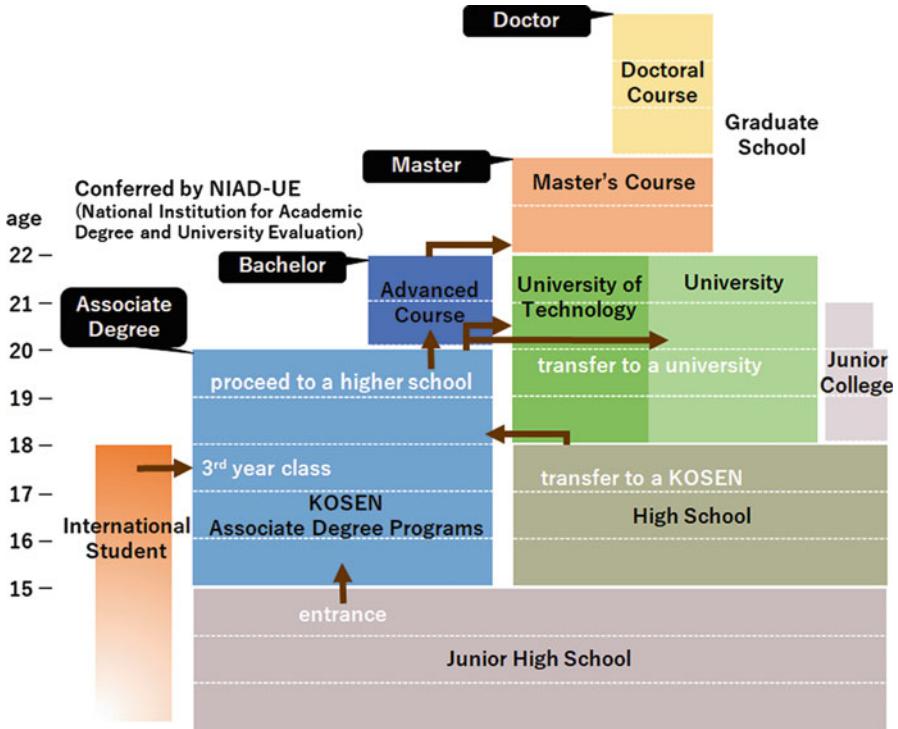 Doctor
Doctoral
Course
Graduate
School
Master
Master's Course
Conferred by NIAD-UE
(National Institution for Academic
Degree and University Evaluation)
age
22
21
20
19
18
17
16
15
Bachelor
Advanced
Course
University of
Technology
University
Associate
Degree
Junior
College
proceed to a higher school
transfer to a university
3rd year class
transfer to a KOSEN
KOSEN
Associate Degree Programs
High School
International
Student
entrance
Junior High School